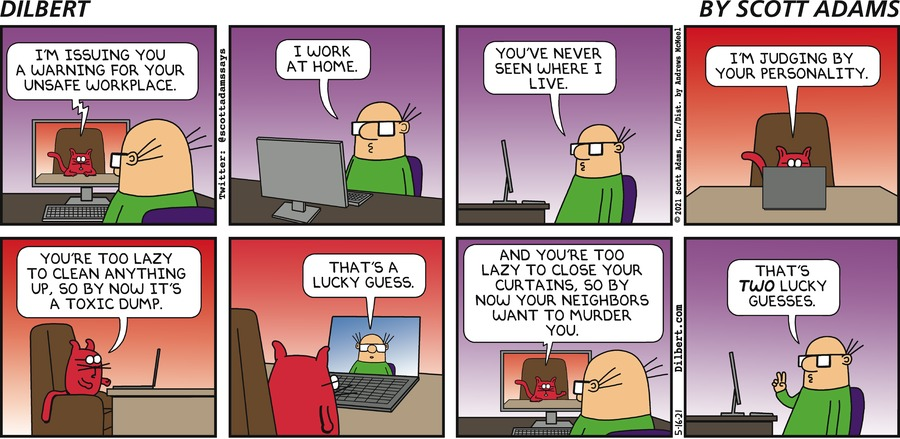 DILBERT
BY SCOTT ADAMS
I'M ISSUING YOU
A WARNING FOR YOUR
UNSAFE WORKPLACE.
Twitter: @scottadamssays
I WORK
AT HOME.
YOU'VE NEVER
SEEN WHERE I
LIVE.
©2021 Scott Adams, Inc./Dist. by Andrews McMeel
I'M JUDGING BY
YOUR PERSONALITY.
YOU'RE TOO LAZY
TO CLEAN ANYTHING
UP, SO BY NOW IT'S
A TOXIC DUMP.
THAT'S A
LUCKY GUESS.
AND YOU'RE TOO
LAZY TO CLOSE YOUR
CURTAINS, SO BY
NOW YOUR NEIGHBORS
WANT TO MURDER
YOU.
5-16-21 Dilbert.com
THAT'S
TWO LUCKY
GUESSES.